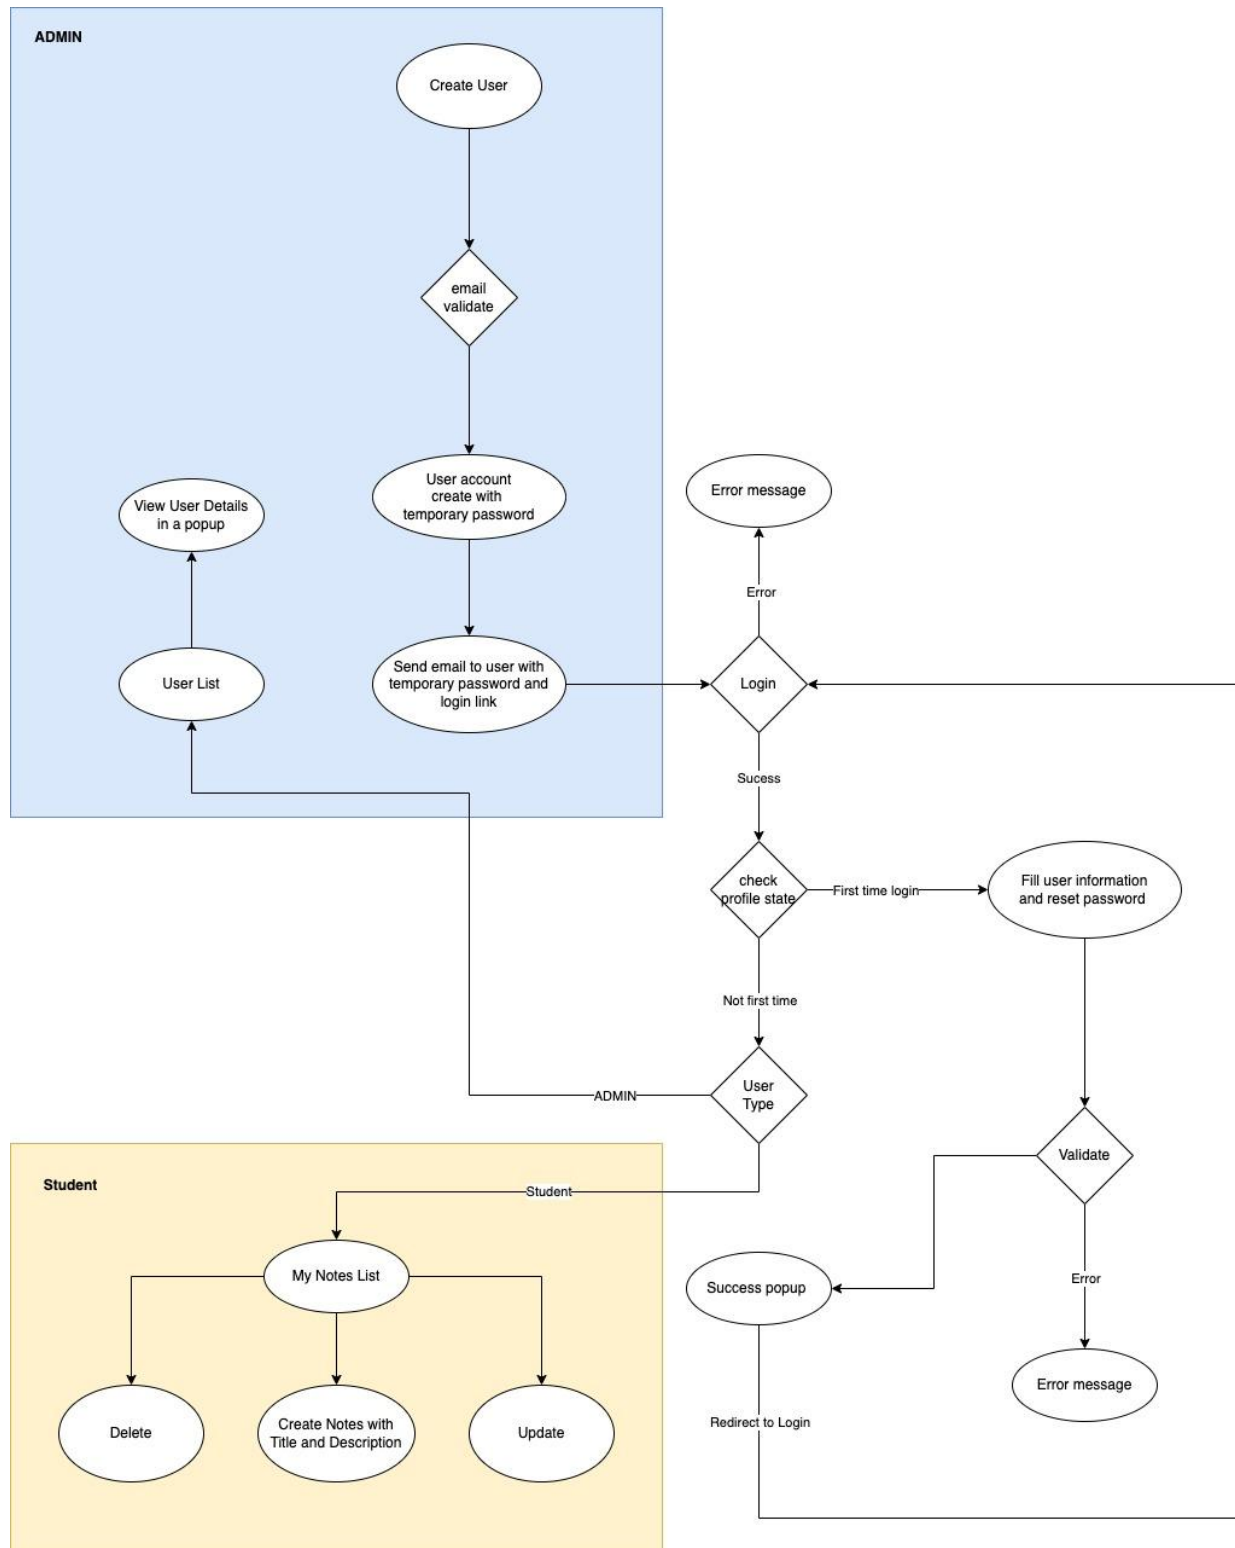 ADMIN
Create User
email
validate
User account
create with
temporary password
Error message
View User Details
in a popup
Error
User List
Send email to user with
temporary password and
login link
Login
Sucess
check
profile state
First time login
Fill user information
and reset password
Not first time
User
Type
ADMIN
Validate
Student
Student
My Notes List
Success popup
Error
Error message
Delete
Create Notes with
Title and Description
Update
Redirect to Login